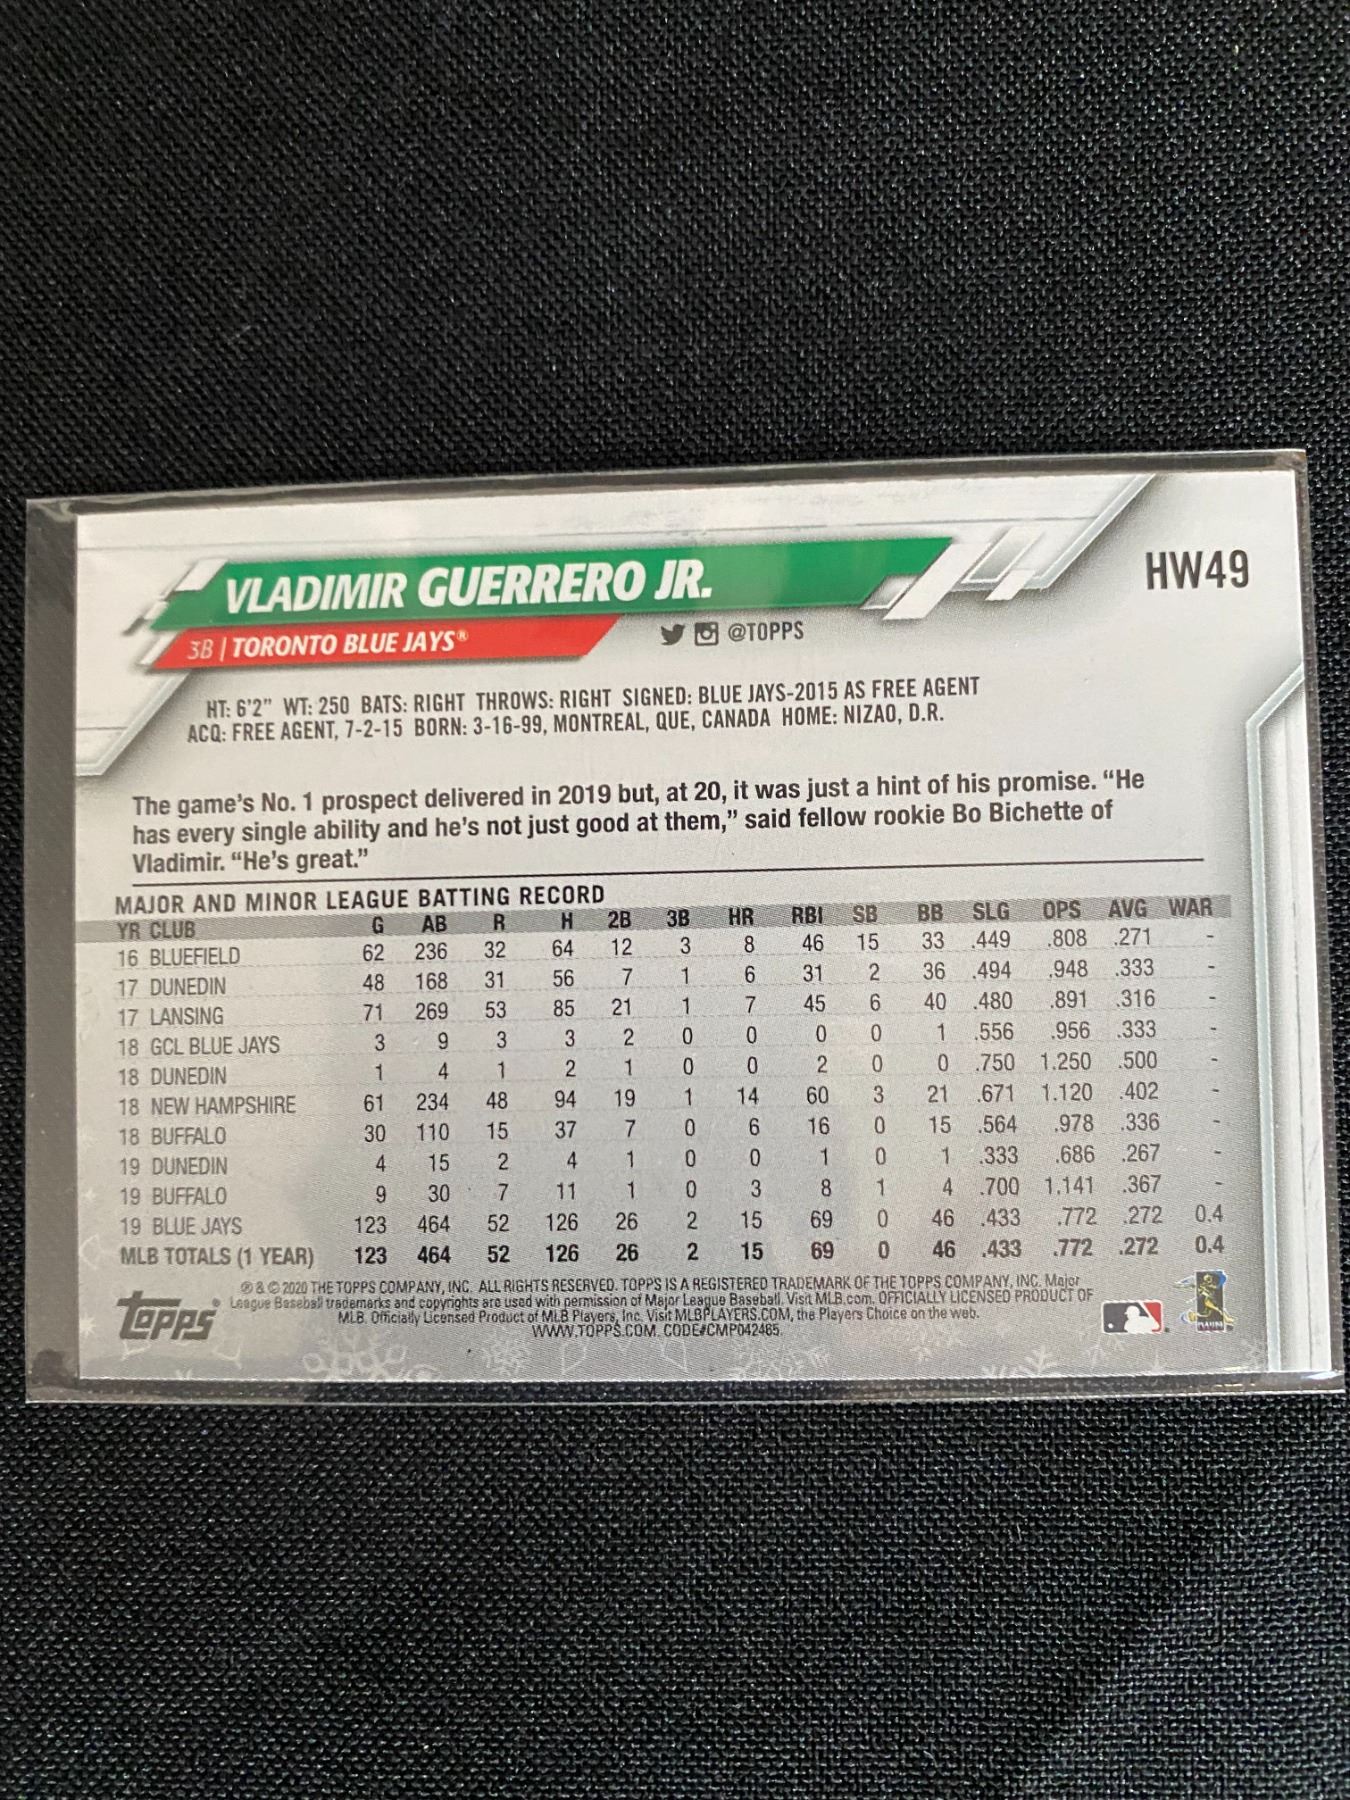 HW49
VLADIMIR GUERRERO JR.
3B | TORONTO BLUE JAYS®
@TOPPS
HT: 6'2" WT: 250 BATS: RIGHT THROWS: RIGHT SIGNED: BLUE JAYS-2015 AS FREE AGENT
ACQ: FREE AGENT, 7-2-15 BORN: 3-16-99, MONTREAL, QUE, CANADA HOME: NIZAO, D.R.
The game's No. 1 prospect delivered in 2019 but, at 20, it was just a hint of his promise. “He
has every single ability and he's not just good at them,” said fellow rookie Bo Bichette of
Vladimir. “He's great.”
MAJOR AND MINOR LEAGUE BATTING RECORD
YR CLUB G AB R H 2B 3B HR RBI SB BB SLG OPS AVG WAR
16 BLUEFIELD 62 236 32 64 12 3 8 46 15 33 .449 .808 .271 -
17 DUNEDIN 48 168 31 56 7 1 6 31 2 36 .494 .948 .333 -
17 LANSING 71 269 53 85 21 1 7 45 6 40 .480 .891 .316 -
18 GCL BLUE JAYS 3 9 3 3 2 0 0 0 0 1 .556 .956 .333 -
18 DUNEDIN 1 4 1 2 1 0 0 2 0 0 .750 1.250 .500 -
18 NEW HAMPSHIRE 61 234 48 94 19 1 14 60 3 21 .671 1.120 .402 -
18 BUFFALO 30 110 15 37 7 0 6 16 0 15 .564 .978 .336 -
19 DUNEDIN 4 15 2 4 1 0 0 1 0 1 .333 .686 .267 -
19 BUFFALO 9 30 7 11 1 0 3 8 1 4 .700 1.141 .367 -
19 BLUE JAYS 123 464 52 126 26 2 15 69 0 46 .433 .772 .272 0.4
MLB TOTALS (1 YEAR) 123 464 52 126 26 2 15 69 0 46 .433 .772 .272 0.4
® & © 2020 THE TOPPS COMPANY, INC. ALL RIGHTS RESERVED. TOPPS IS A REGISTERED TRADEMARK OF THE TOPPS COMPANY, INC. Major
League Baseball trademarks and copyrights are used with permission of Major League Baseball. Visit MLB.com. OFFICIALLY LICENSED PRODUCT OF
MLB Officially Licensed Product of MLB Players, Inc. Visit MLBPLAYERS.COM, the Players Choice on the web.
WWW.TOPPS.COM. CODE#CMP042485.
Topps®